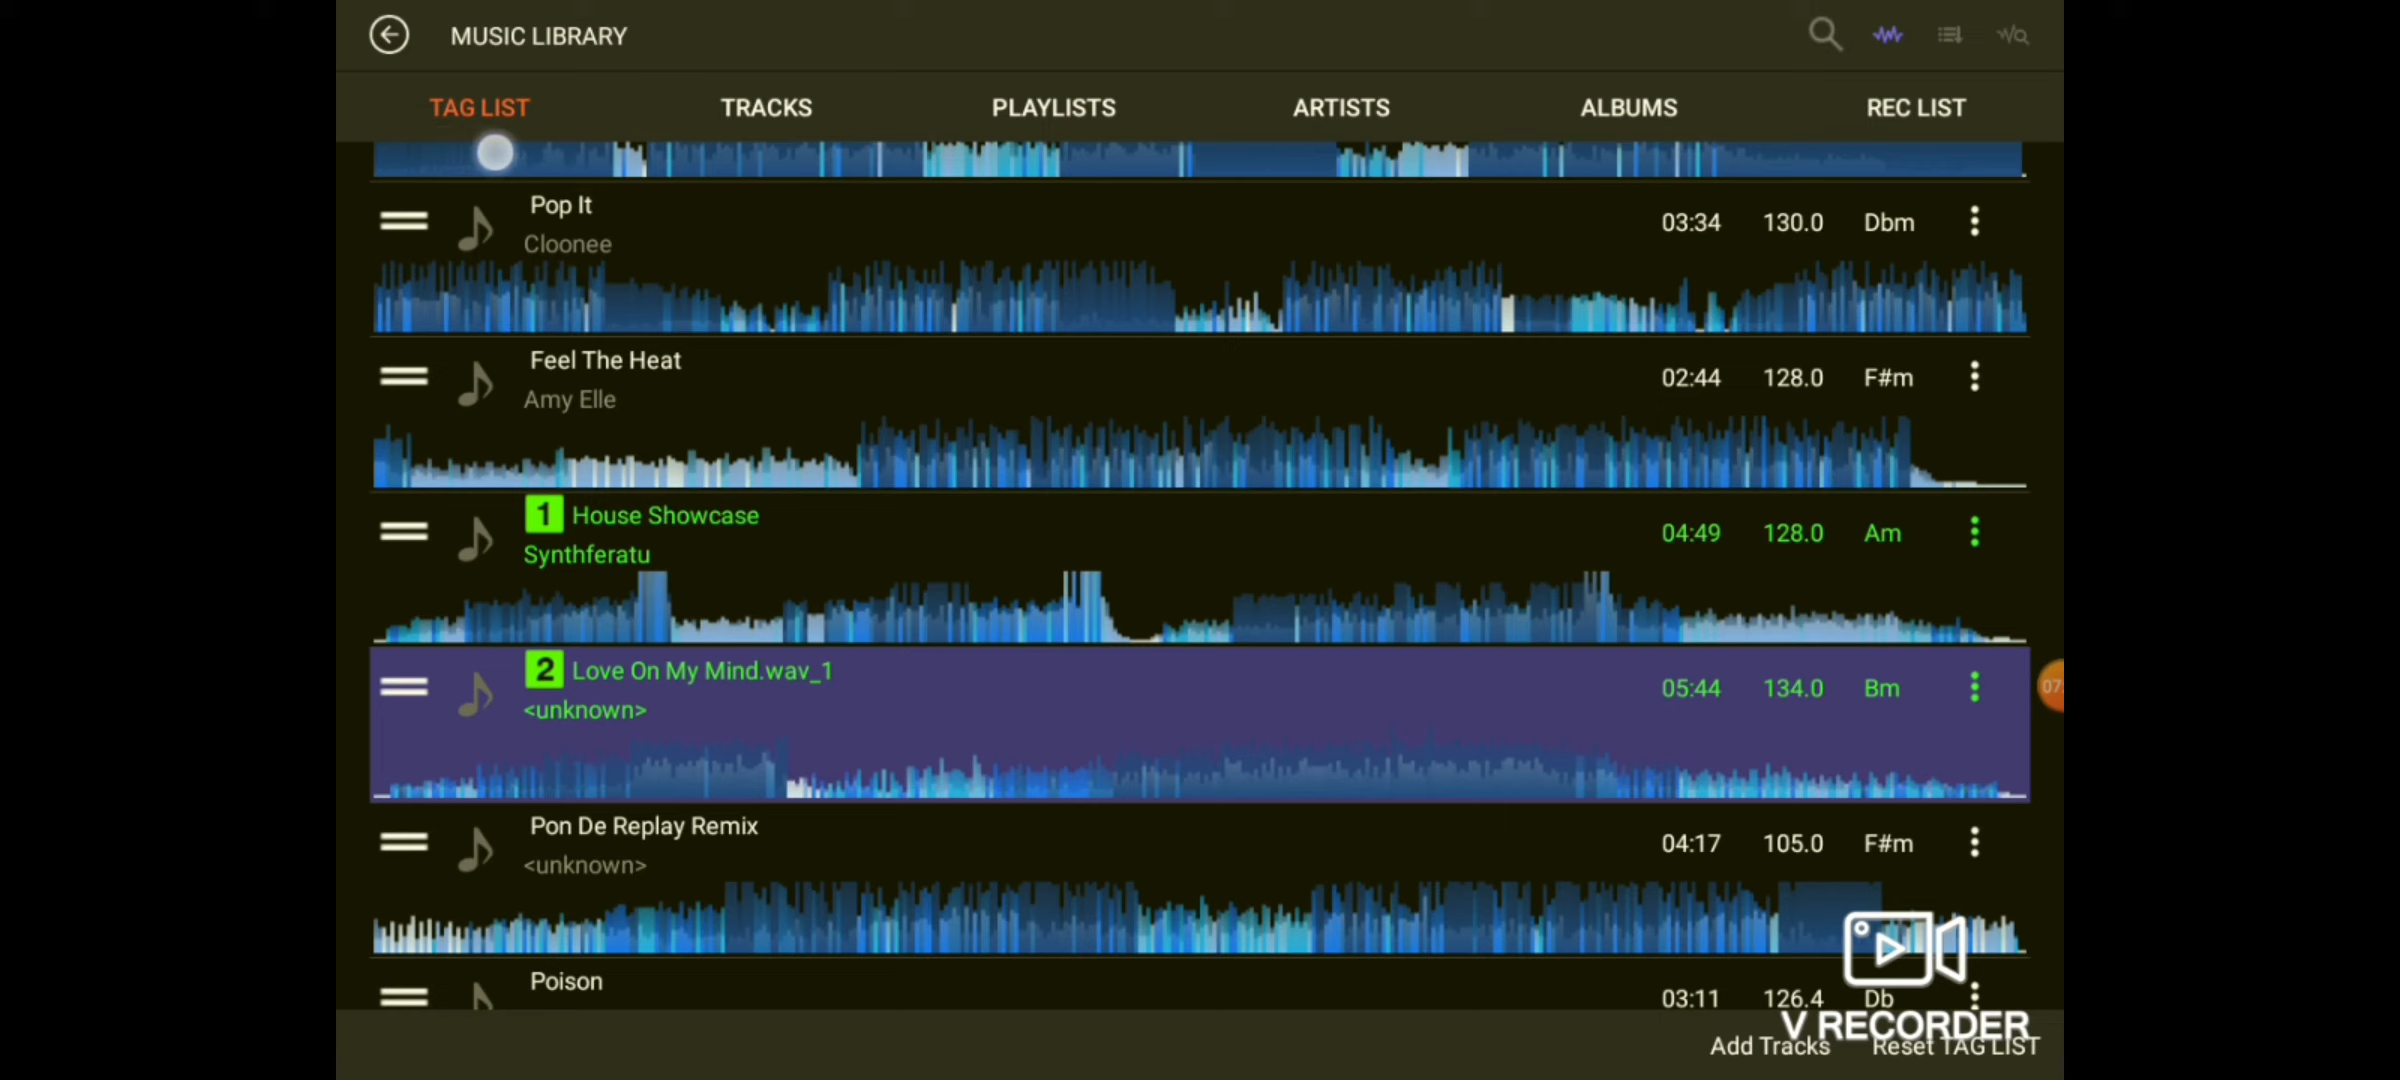 MUSIC LIBRARY
TAG LIST TRACKS PLAYLISTS ARTISTS ALBUMS REC LIST
Pop It
Cloonee
03:34 130.0 Dbm
Feel The Heat
Amy Elle
02:44 128.0 F#m
1 House Showcase
Synthferatu
04:49 128.0 Am
2 Love On My Mind.wav_1
<unknown>
05:44 134.0 Bm
07
Pon De Replay Remix
<unknown>
04:17 105.0 F#m
Poison
03:11 126.4 Db
V RECORDER
Add Tracks Reset TAG LIST